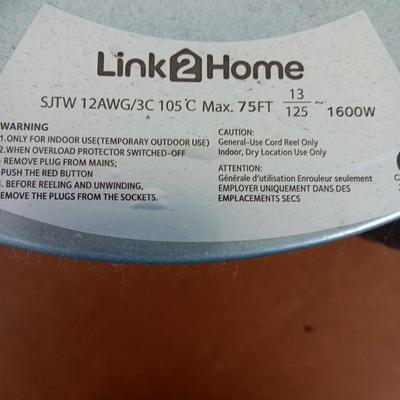 Link2Home
SJTW 12AWG/3C 105℃ Max. 75FT 13/125 ~ 1600W
WARNING
1.ONLY FOR INDOOR USE(TEMPORARY OUTDOOR USE)
2.WHEN OVERLOAD PROTECTOR SWITCHED-OFF
- REMOVE PLUG FROM MAINS;
PUSH THE RED BUTTON
3. BEFORE REELING AND UNWINDING,
REMOVE THE PLUGS FROM THE SOCKETS.
CAUTION:
General-Use Cord Reel Only
Indoor, Dry Location Use Only
ATTENTION:
Générale d'utilisation Enrouleur seulement
EMPLOYER UNIQUEMENT DANS DES
EMPLACEMENTS SECS